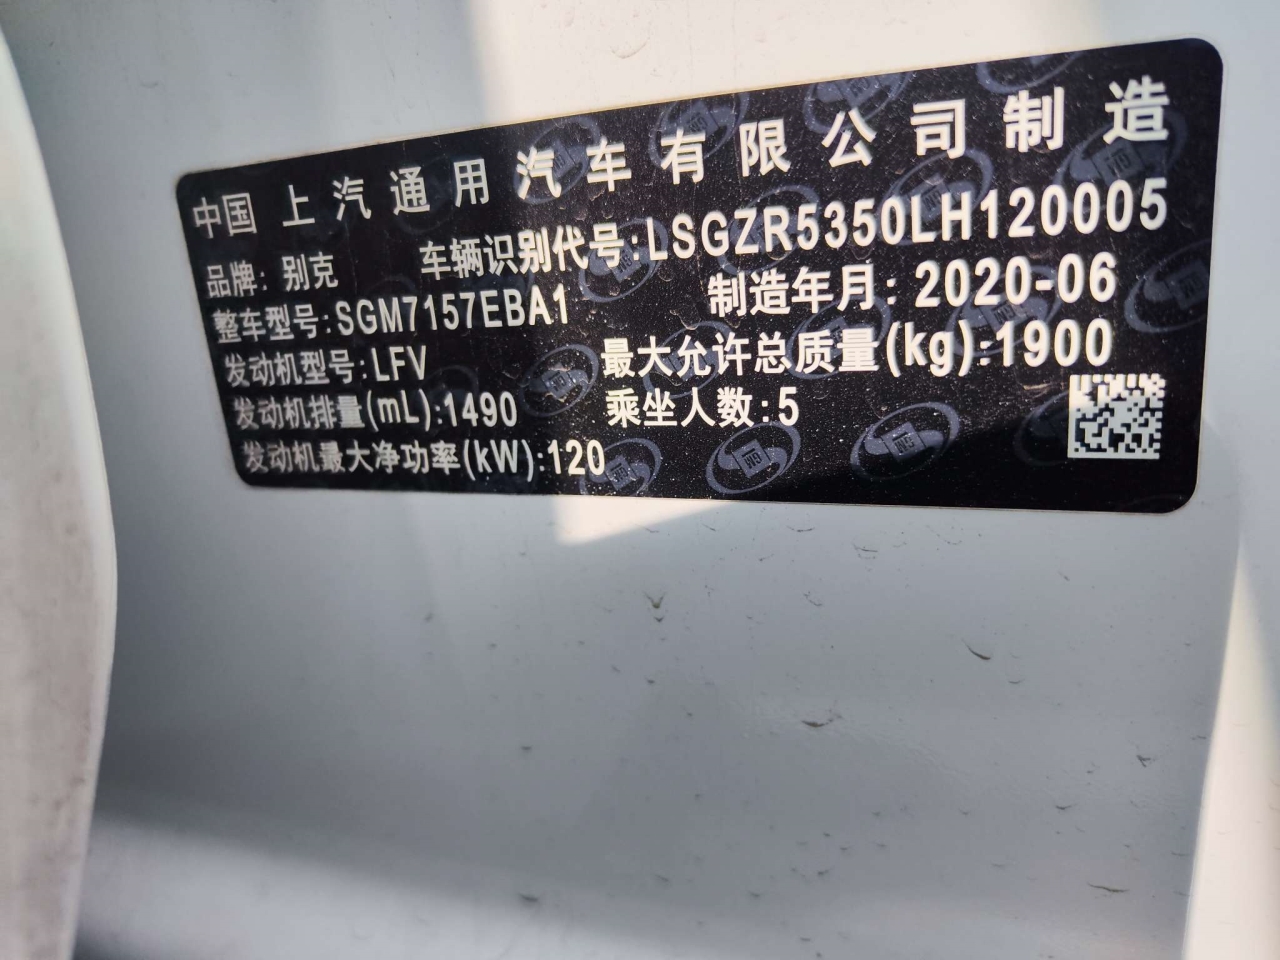 中国 上汽通用汽车有限公司制造
品牌: 别克 车辆识别代号:LSGZR5350LH120005
整车型号:SGM7157EBA1 制造年月: 2020-06
发动机型号:LFV 最大允许总质量(kg):1900
发动机排量(mL):1490 乘坐人数:5
发动机最大净功率(kW):120